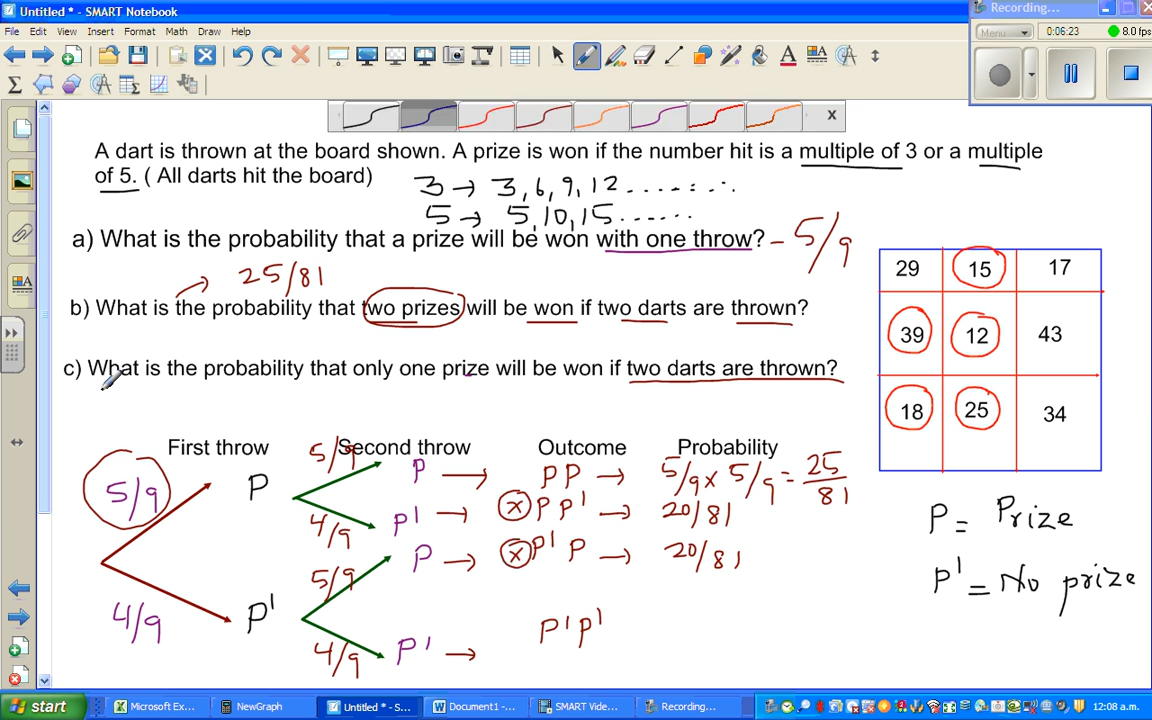 Untitled * - SMART Notebook
Recording...
File Edit View Insert Format Math Draw Help
Menu
0:06:23
8.0 fps
A dart is thrown at the board shown. A prize is won if the number hit is a multiple of 3 or a multiple
of 5. ( All darts hit the board)
3 → 3, 6, 9, 12 ........
5 → 5, 10, 15 ......
a) What is the probability that a prize will be won with one throw? - 5/9
→ 25/81
b) What is the probability that two prizes will be won if two darts are thrown?
c) What is the probability that only one prize will be won if two darts are thrown?
29 15 17
39 12 43
18 25 34
First throw Second throw Outcome Probability
5/9 P 5/9 P → PP → 5/9 x 5/9 = 25/81
4/9 P' → x P P' → 20/81
P → x P' P → 20/81
5/9
4/9 P' 4/9 P' → P'P'
P = Prize
P' = No prize
start
Microsoft Ex...
NewGraph
Untitled * - S...
Document1 -...
SMART Vide...
Recording...
12:08 a.m.